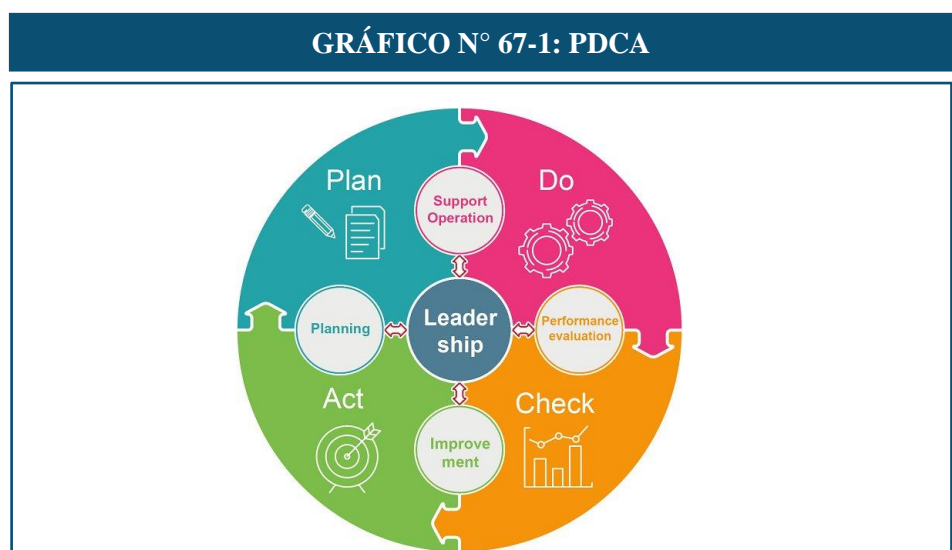 GRÁFICO N° 67-1: PDCA
Plan
Do
Support
Operation
Planning
Leader
ship
Performance
evaluation
Act
Check
Improve
ment